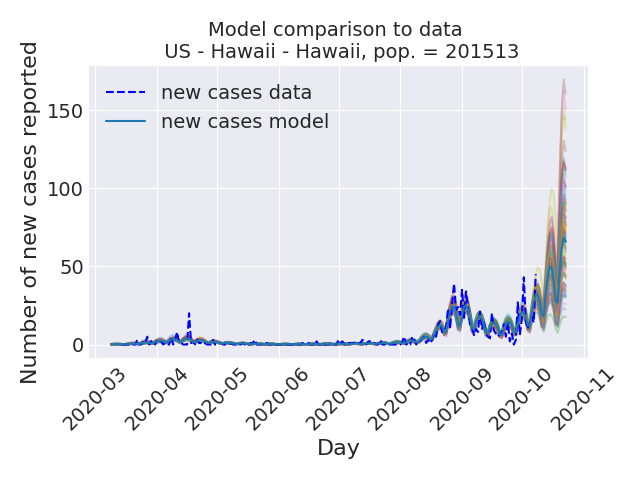 Model comparison to data
US - Hawaii - Hawaii, pop. = 201513
Number of new cases reported
150
100
50
0
new cases data
new cases model
2020-03
2020-04
2020-05
2020-06
2020-07
2020-08
2020-09
2020-10
2020-11
Day